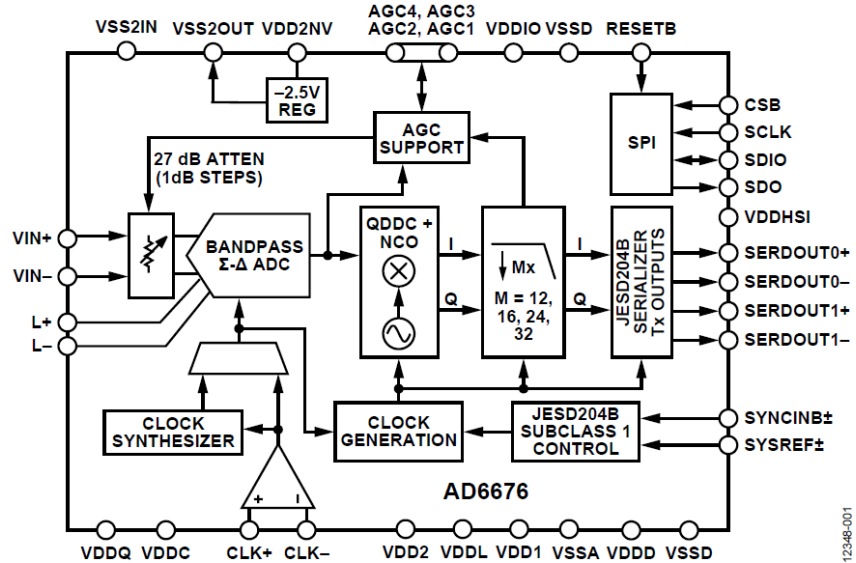 VSS2IN
VSS2OUT
VDD2NV
AGC4, AGC3
AGC2, AGC1
VDDIO
VSSD
RESETB
–2.5V
REG
AGC
SUPPORT
SPI
CSB
SCLK
SDIO
SDO
27 dB ATTEN
(1dB STEPS)
VDDHSI
VIN+
VIN–
L+
L–
BANDPASS
Σ-Δ ADC
QDDC +
NCO
I
Q
Mx
M = 12,
16, 24,
32
I
Q
JESD204B
SERIALIZER
Tx OUTPUTS
SERDOUT0+
SERDOUT0–
SERDOUT1+
SERDOUT1–
CLOCK
SYNTHESIZER
CLOCK
GENERATION
JESD204B
SUBCLASS 1
CONTROL
SYNCINB±
SYSREF±
+
–
AD6676
VDDQ
VDDC
CLK+
CLK–
VDD2
VDDL
VDD1
VSSA
VDDD
VSSD
12348-001